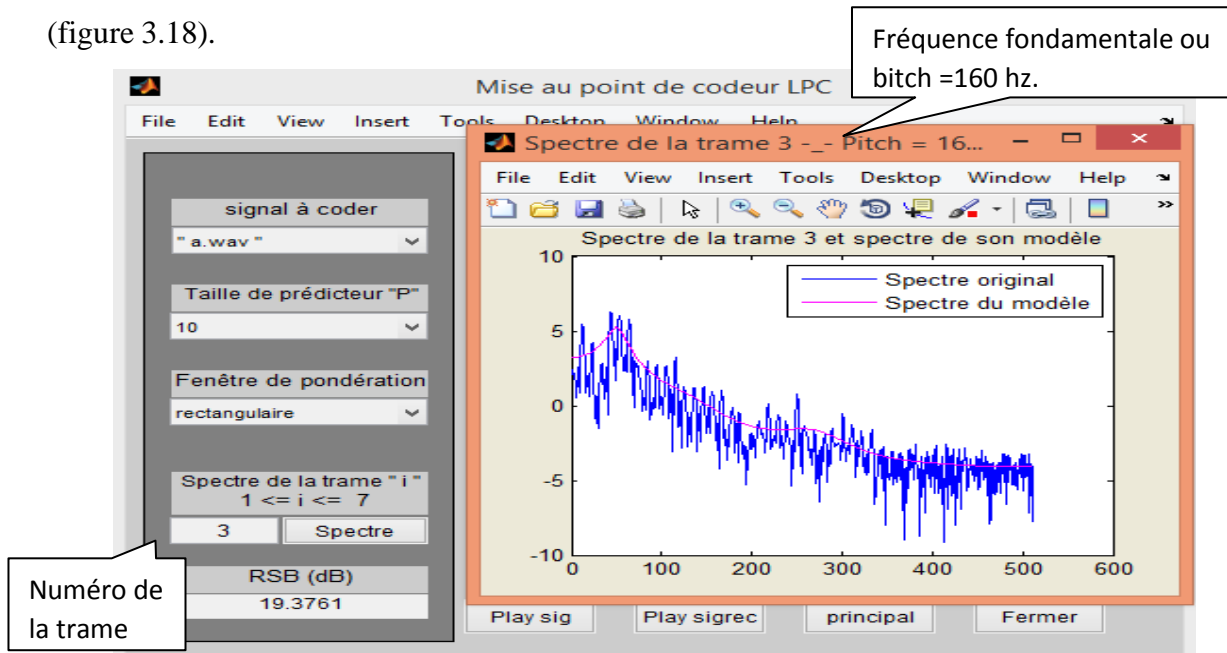 (figure 3.18).
Fréquence fondamentale ou
bitch =160 hz.
Mise au point de codeur LPC
File Edit View Insert Tools Desktop Window Help
Spectre de la trame 3 -_- Pitch = 16...
File Edit View Insert Tools Desktop Window Help
signal à coder
" a.wav "
Taille de prédicteur "P"
10
Fenêtre de pondération
rectangulaire
Spectre de la trame " i "
1 <= i <= 7
3 Spectre
RSB (dB)
19.3761
Numéro de
la trame
Spectre de la trame 3 et spectre de son modèle
Spectre original
Spectre du modèle
10
5
0
-5
-10
0 100 200 300 400 500 600
Play sig Play sigrec principal Fermer